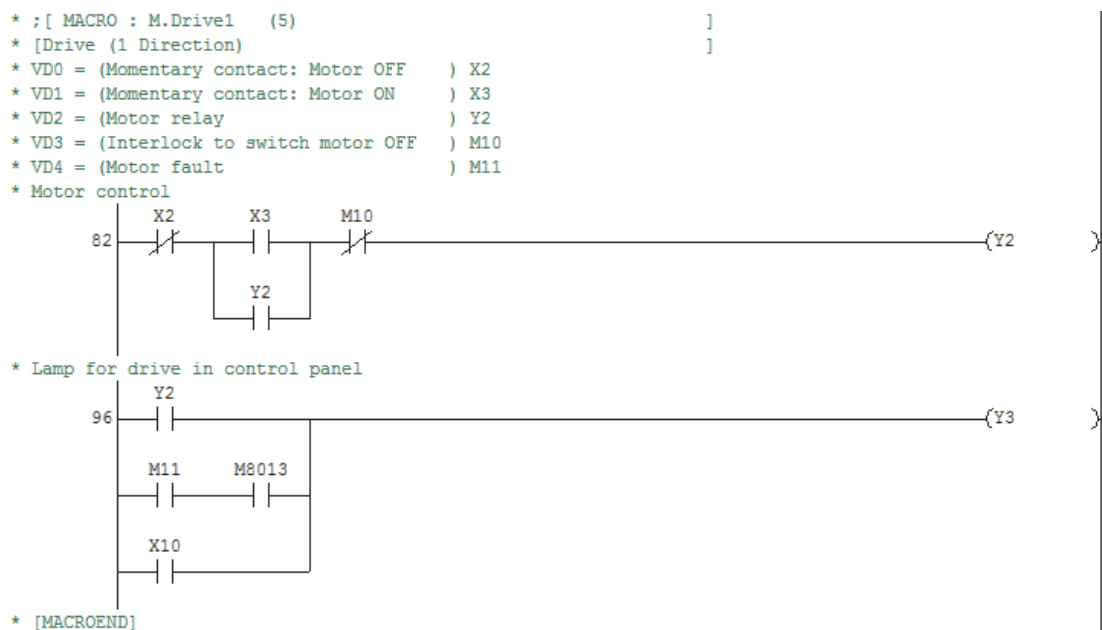 * ;[ MACRO : M.Drive1 (5) ]
* [Drive (1 Direction) ]
* VD0 = (Momentary contact: Motor OFF ) X2
* VD1 = (Momentary contact: Motor ON ) X3
* VD2 = (Motor relay ) Y2
* VD3 = (Interlock to switch motor OFF ) M10
* VD4 = (Motor fault ) M11
* Motor control
X2 X3 M10
82 (Y2 )
Y2
* Lamp for drive in control panel
Y2
96 (Y3 )
M11 M8013
X10
* [MACROEND]